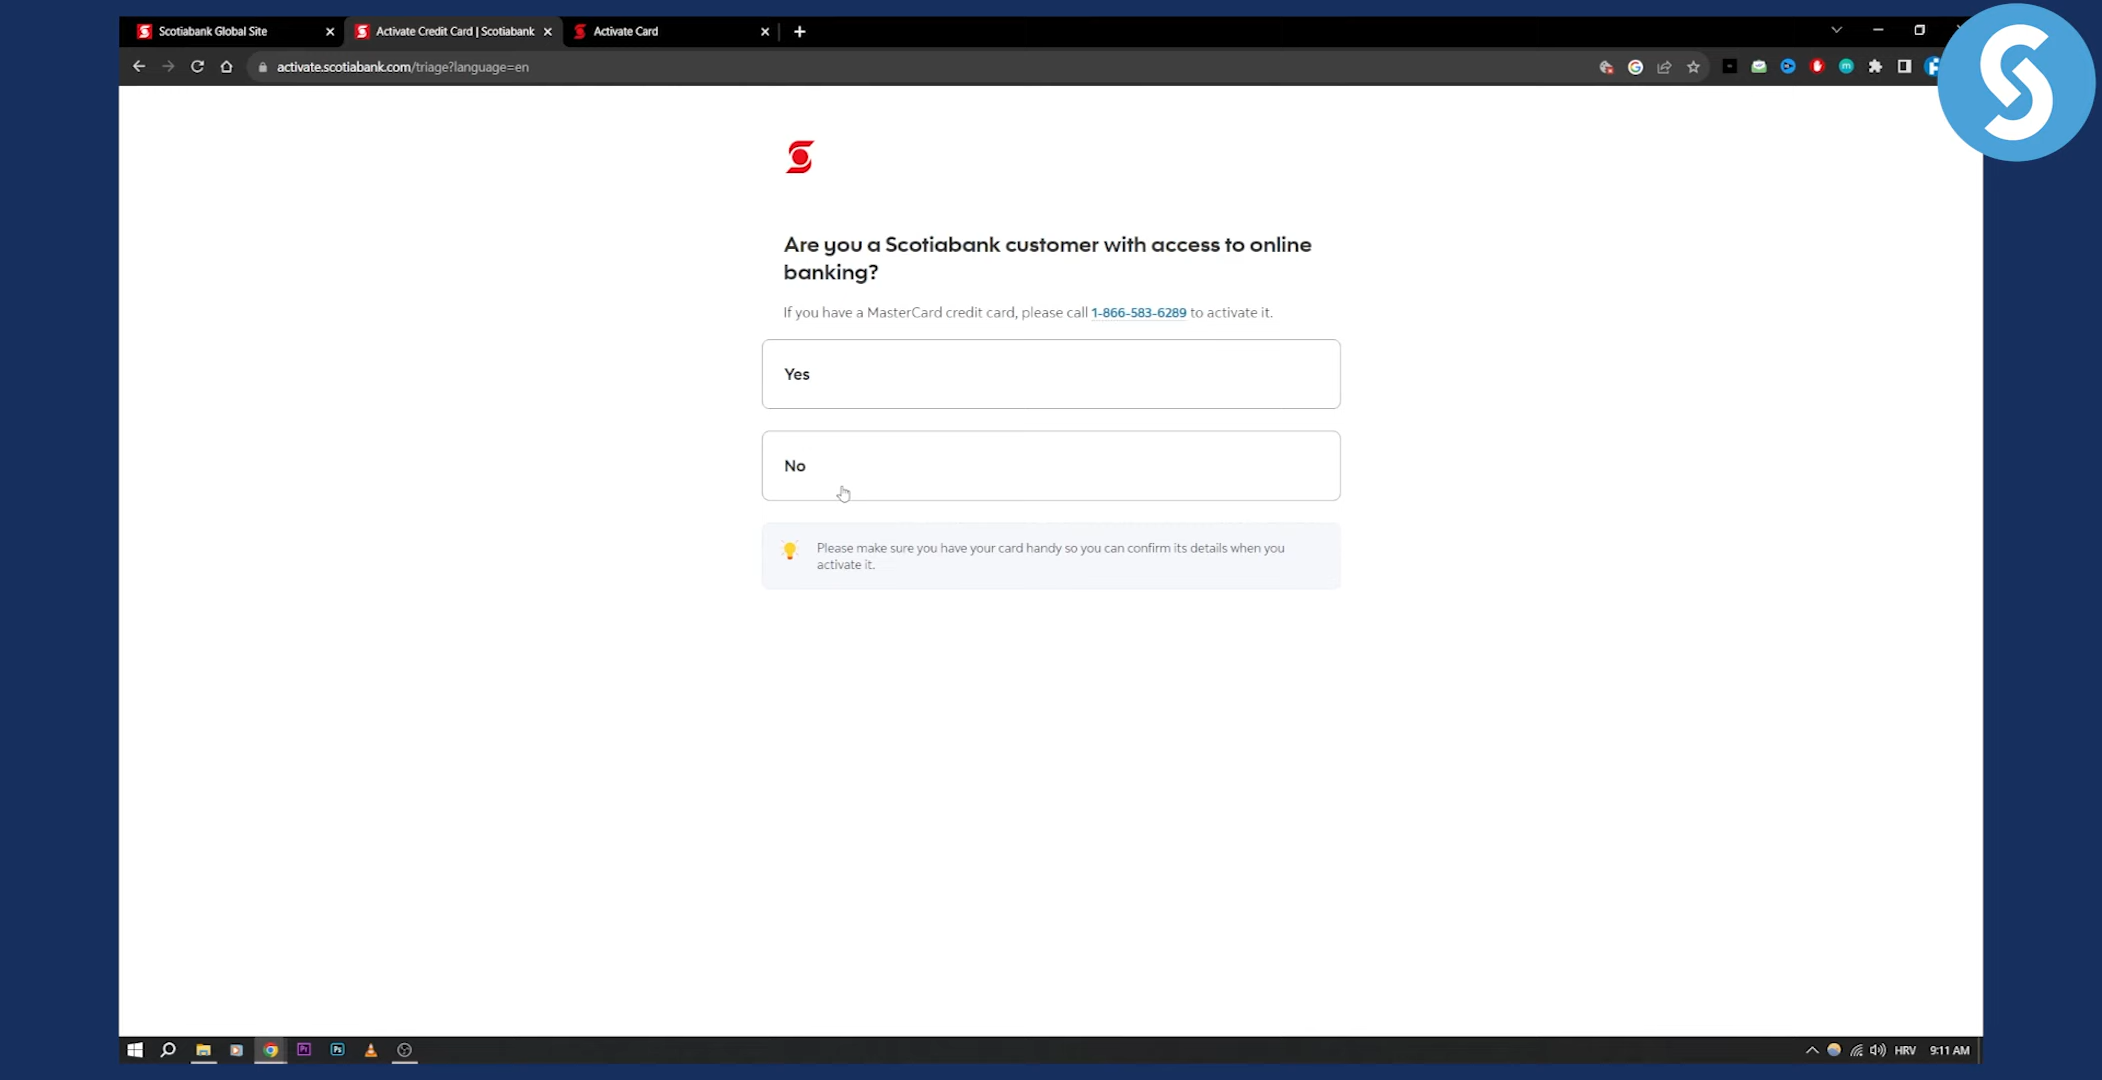 Scotiabank Global Site
Activate Credit Card | Scotiabank
Activate Card
activate.scotiabank.com/triage?language=en
Are you a Scotiabank customer with access to online
banking?
If you have a MasterCard credit card, please call 1-866-583-6289 to activate it.
Yes
No
Please make sure you have your card handy so you can confirm its details when you
activate it.
HRV 9:11 AM